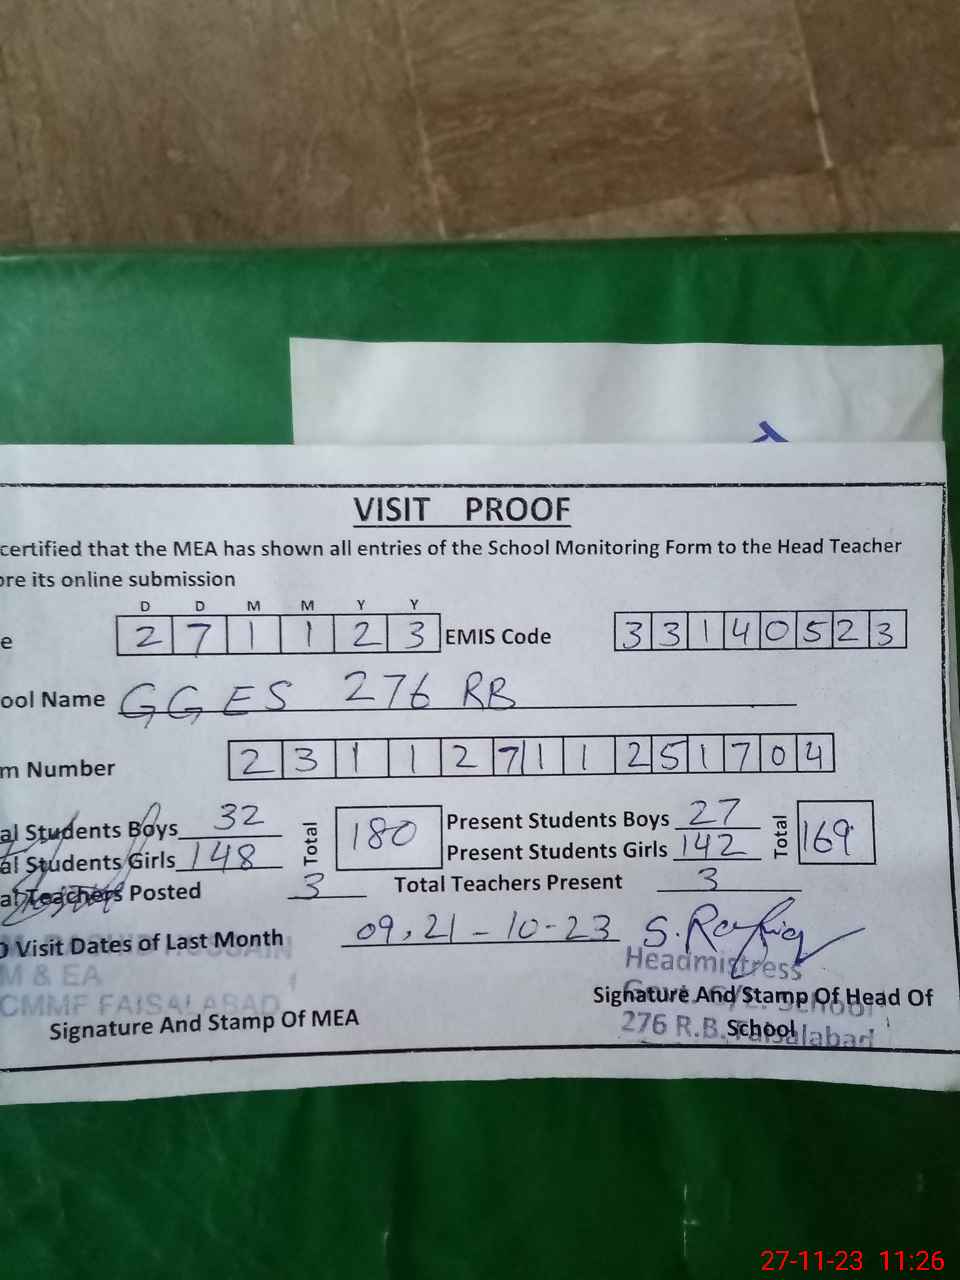 VISIT PROOF
certified that the MEA has shown all entries of the School Monitoring Form to the Head Teacher
ore its online submission
D D M M Y Y
e 2 7 1 1 2 3 EMIS Code 3 3 1 4 0 5 2 3
ool Name GGES 276 RB
m Number 2 3 1 1 2 7 1 1 2 5 1 7 0 4
al Students Boys 32 Total 180 Present Students Boys 27 Total 169
al Students Girls 148 Present Students Girls 142
al Teachers Posted 3 Total Teachers Present 3
Visit Dates of Last Month 09, 21 - 10 - 23
HUSSAIN
M & EA
CMMF FAISALABAD
Signature And Stamp Of MEA
Headmistress
Govt. School
276 R.B. Faisalabad
Signature And Stamp Of Head Of
School
27-11-23 11:26